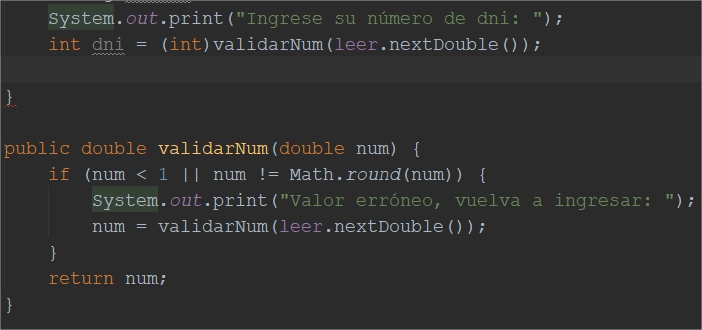 System.out.print("Ingrese su número de dni: ");
int dni = (int)validarNum(leer.nextDouble());
}
public double validarNum(double num) {
if (num < 1 || num != Math.round(num)) {
System.out.print("Valor erróneo, vuelva a ingresar: ");
num = validarNum(leer.nextDouble());
}
return num;
}